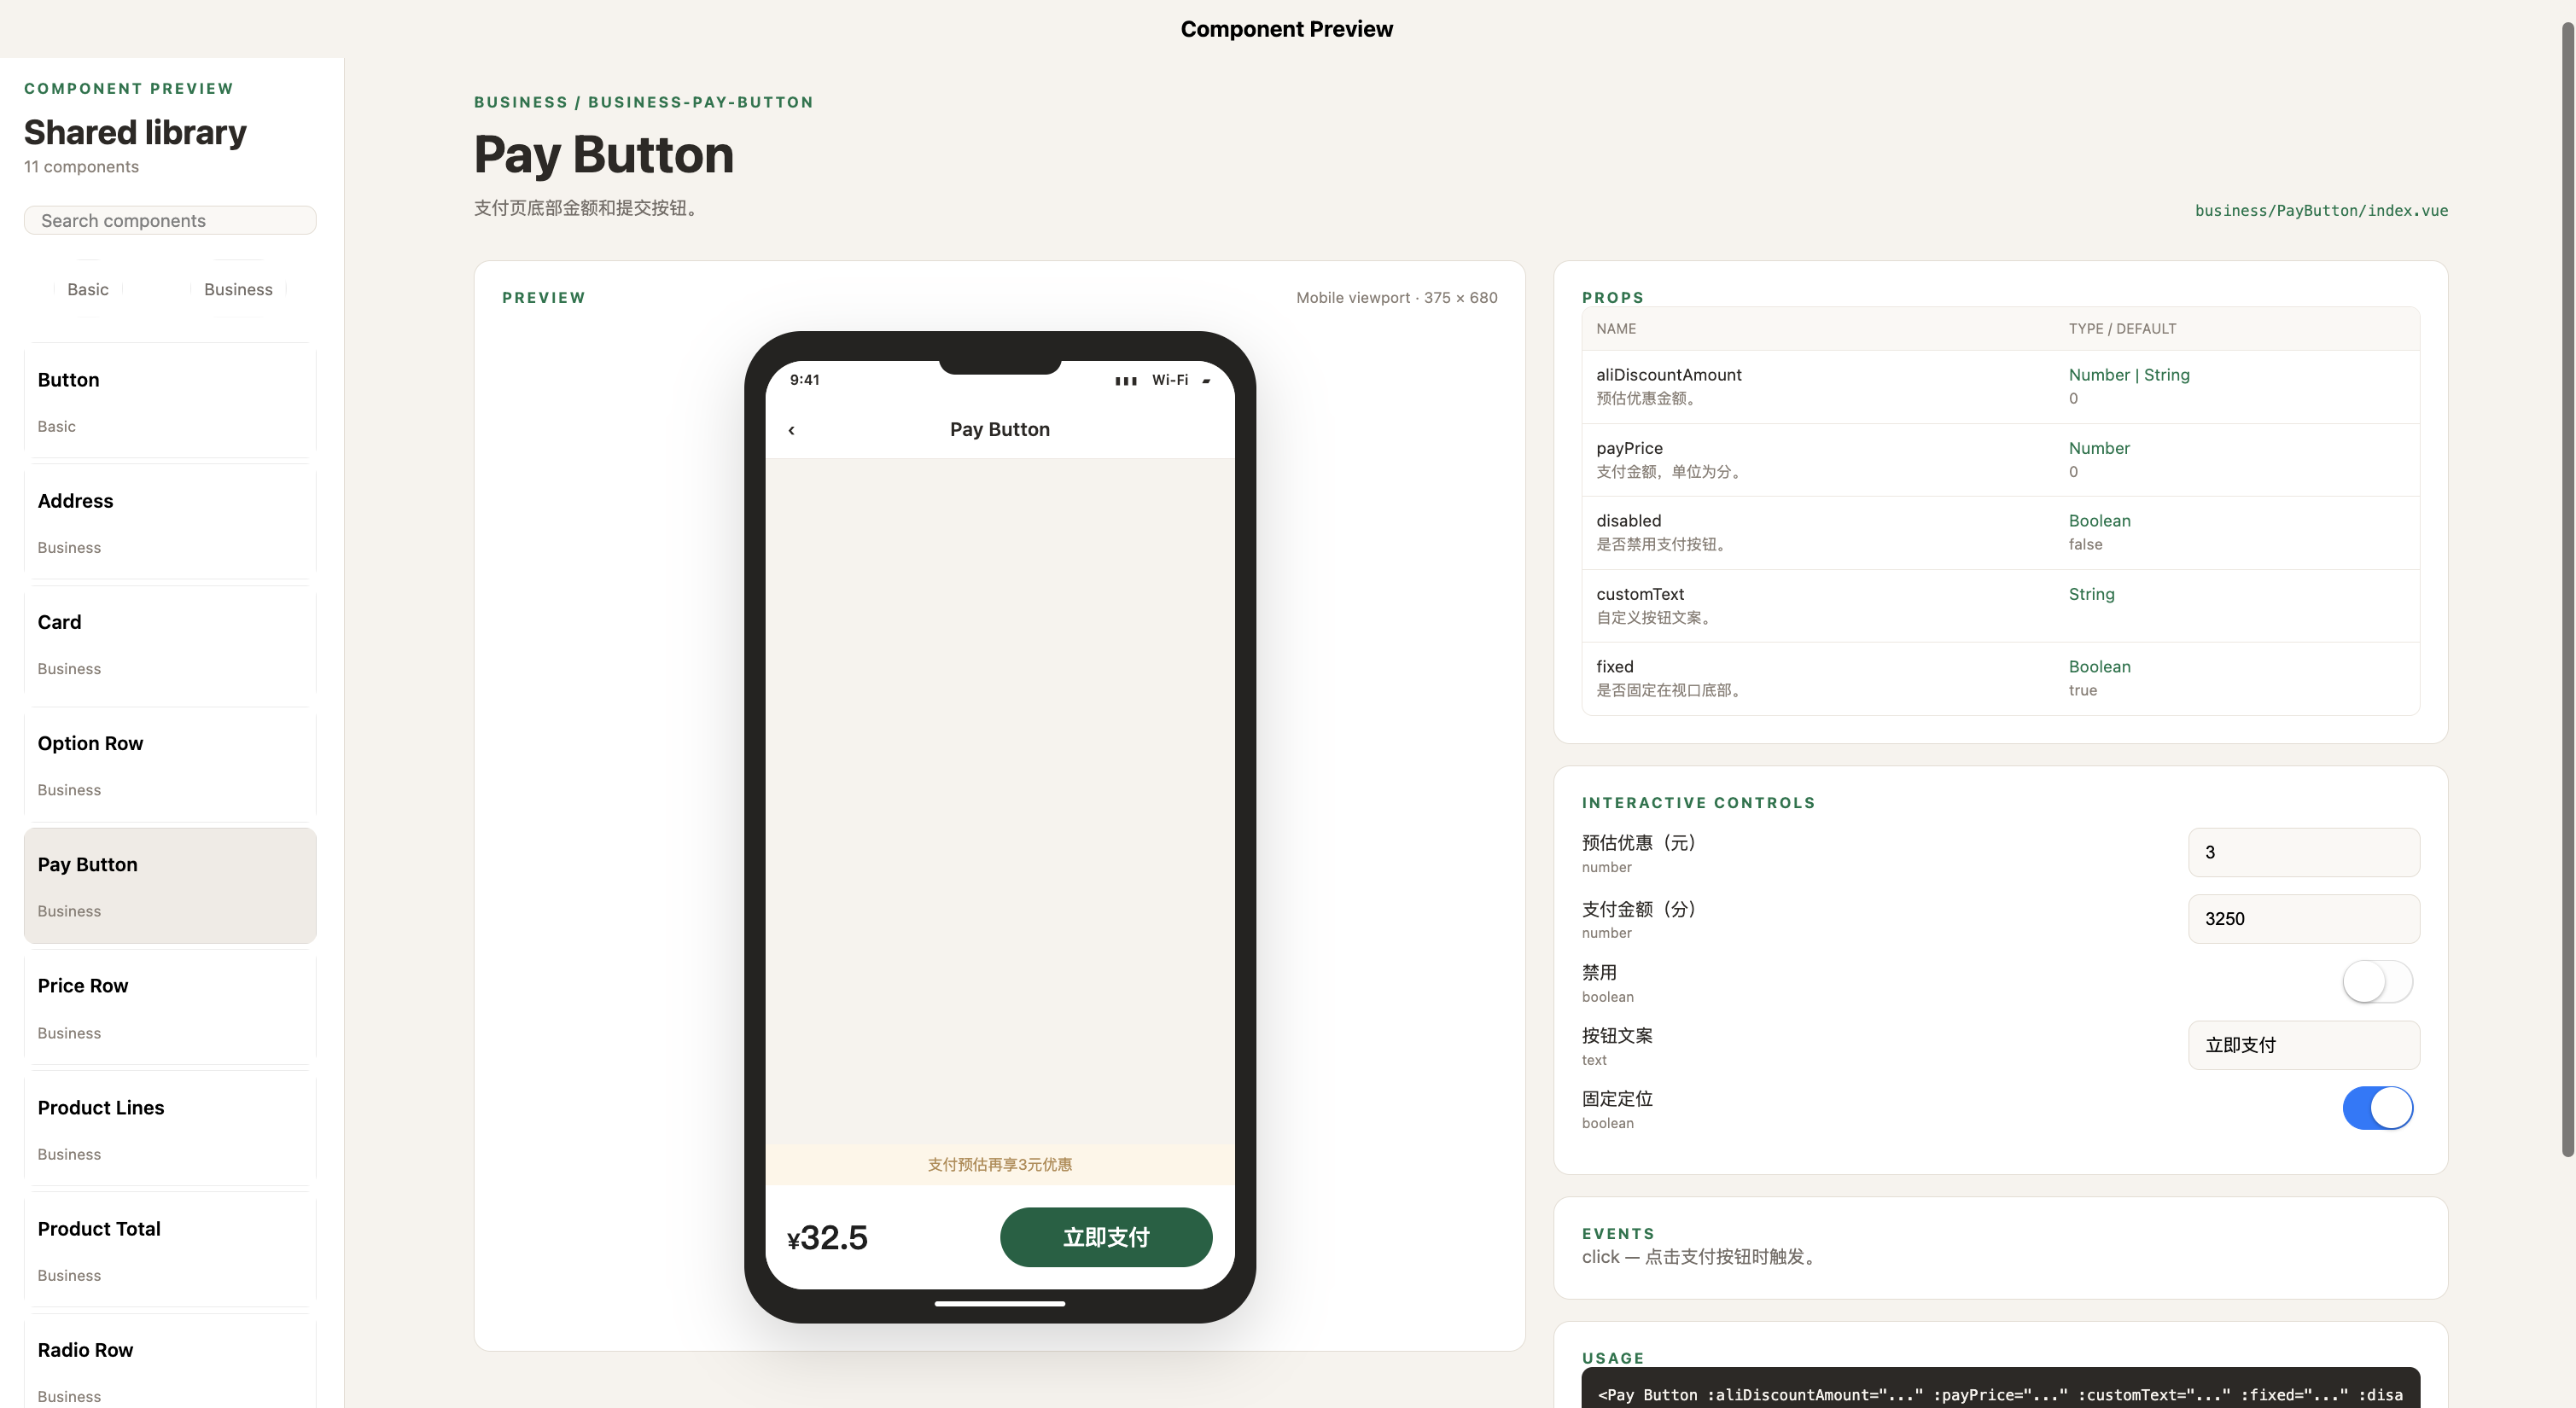 Component Preview
COMPONENT PREVIEW
Shared library
11 components
Search components
Basic
Business
Button
Basic
Address
Business
Card
Business
Option Row
Business
Pay Button
Business
Price Row
Business
Product Lines
Business
Product Total
Business
Radio Row
Business
BUSINESS / BUSINESS-PAY-BUTTON
Pay Button
支付页底部金额和提交按钮。
business/PayButton/index.vue
PREVIEW
Mobile viewport · 375 × 680
9:41
Wi-Fi
‹
Pay Button
支付预估再享3元优惠
¥32.5
立即支付
PROPS
NAME
TYPE / DEFAULT
aliDiscountAmount
Number | String
预估优惠金额。
0
payPrice
Number
支付金额，单位为分。
0
disabled
Boolean
是否禁用支付按钮。
false
customText
String
自定义按钮文案。
fixed
Boolean
是否固定在视口底部。
true
INTERACTIVE CONTROLS
预估优惠（元）
number
3
支付金额（分）
number
3250
禁用
boolean
按钮文案
text
立即支付
固定定位
boolean
EVENTS
click — 点击支付按钮时触发。
USAGE
<Pay Button :aliDiscountAmount="..." :payPrice="..." :customText="..." :fixed="..." :disa